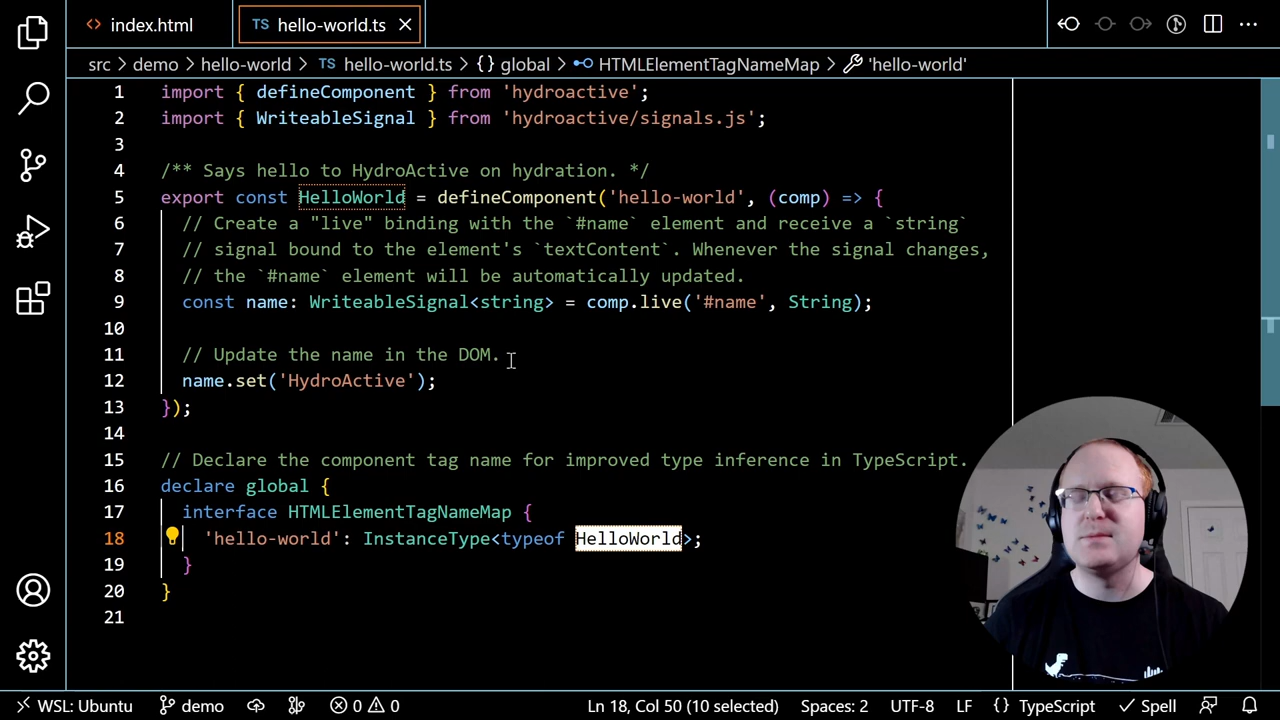 index.html
TS hello-world.ts
src > demo > hello-world > TS hello-world.ts > {} global > HTMLElementTagNameMap > 'hello-world'
1 import { defineComponent } from 'hydroactive';
2 import { WriteableSignal } from 'hydroactive/signals.js';
3
4 /** Says hello to HydroActive on hydration. */
5 export const HelloWorld = defineComponent('hello-world', (comp) => {
6 // Create a "live" binding with the `#name` element and receive a `string`
7 // signal bound to the element's `textContent`. Whenever the signal changes,
8 // the `#name` element will be automatically updated.
9 const name: WriteableSignal<string> = comp.live('#name', String);
10
11 // Update the name in the DOM.
12 name.set('HydroActive');
13 });
14
15 // Declare the component tag name for improved type inference in TypeScript.
16 declare global {
17 interface HTMLElementTagNameMap {
18 'hello-world': InstanceType<typeof HelloWorld>;
19 }
20 }
21
WSL: Ubuntu demo 0 0 Ln 18, Col 50 (10 selected) Spaces: 2 UTF-8 LF {} TypeScript Spell